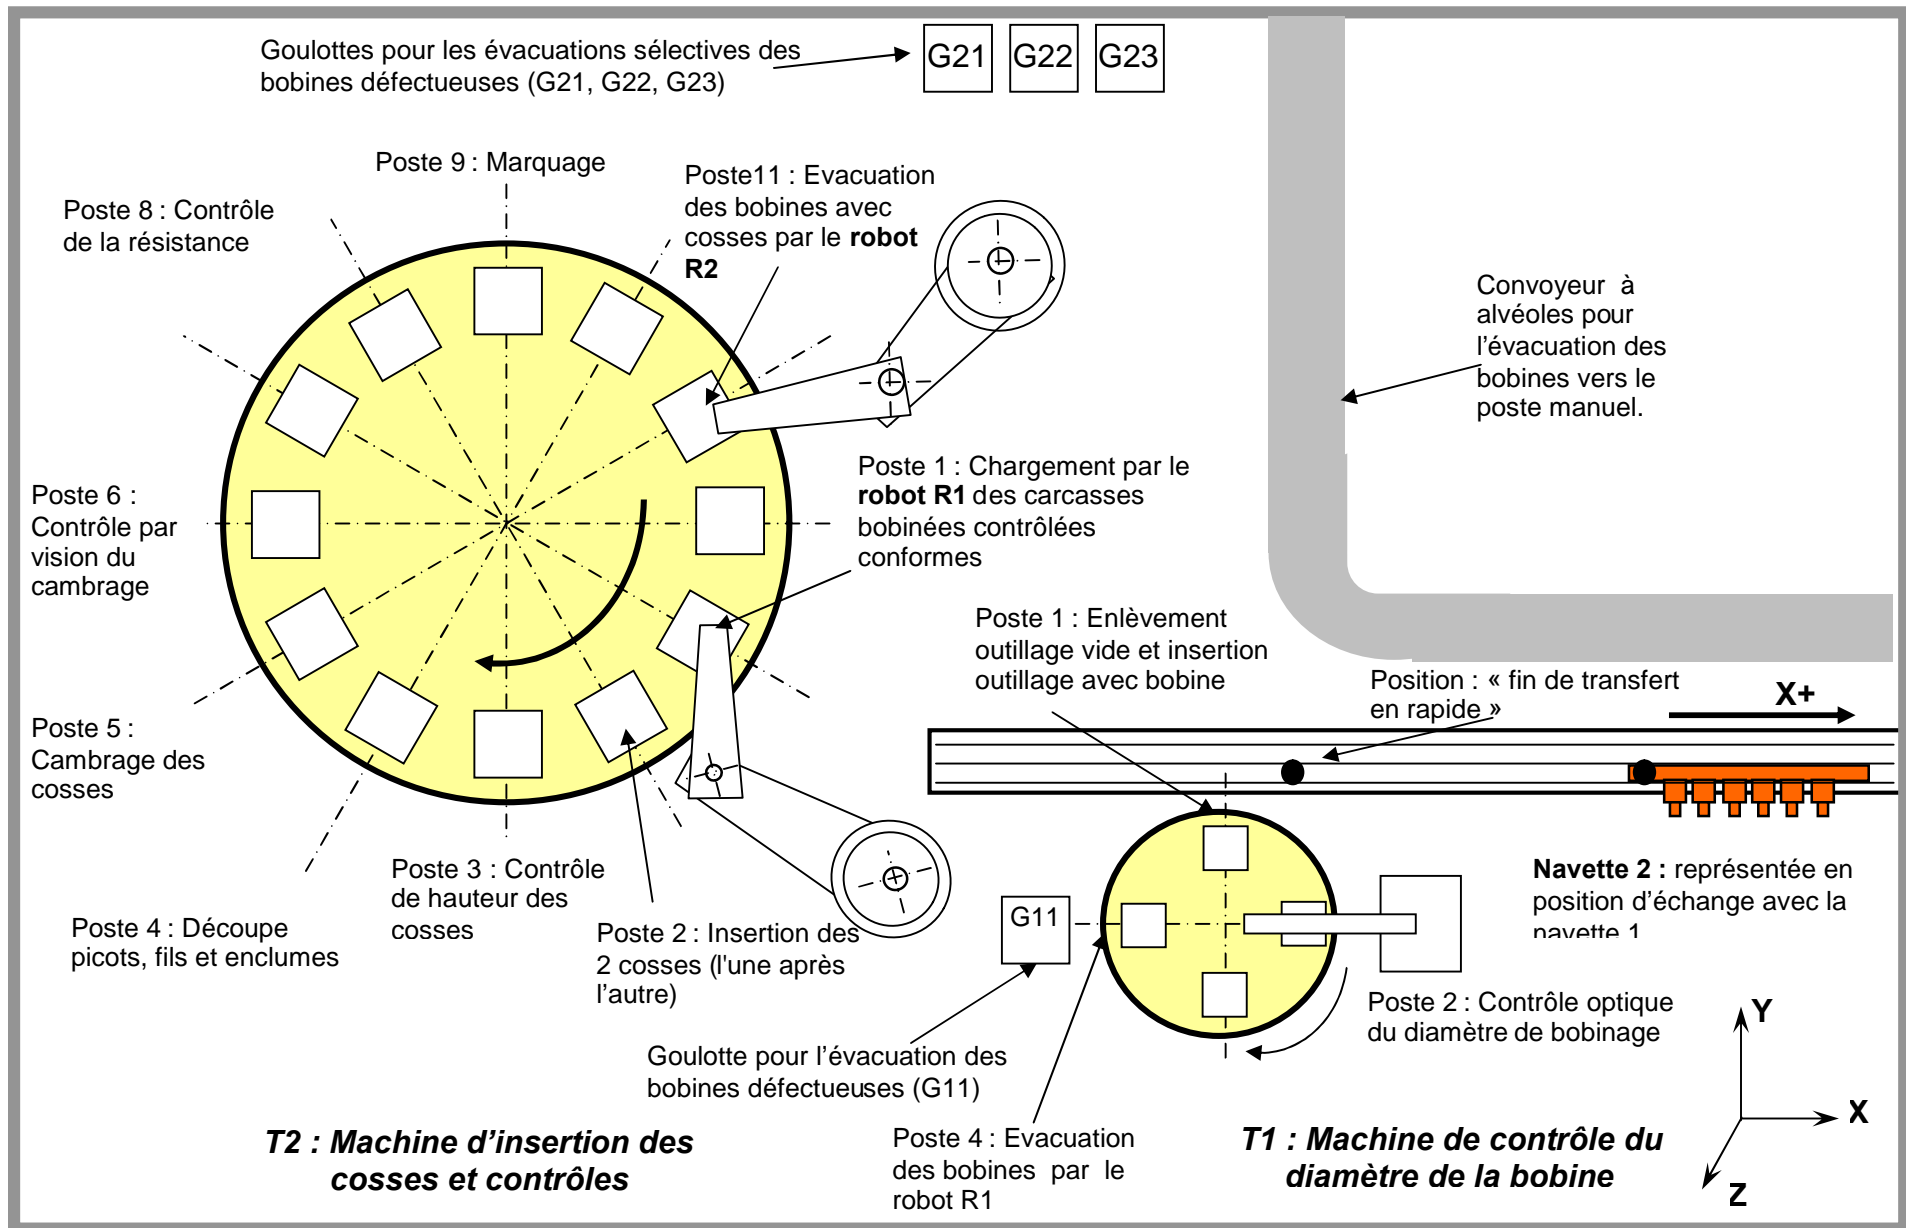 Goulottes pour les évacuations sélectives des
bobines défectueuses (G21, G22, G23)
G21
G22
G23
Poste 9 : Marquage
Poste 8 : Contrôle
de la résistance
Poste11 : Evacuation
des bobines avec
cosses par le robot
R2
Convoyeur à
alvéoles pour
l'évacuation des
bobines vers le
poste manuel.
Poste 6 :
Contrôle par
vision du
cambrage
Poste 1 : Chargement par le
robot R1 des carcasses
bobinées contrôlées
conformes
Poste 1 : Enlèvement
outillage vide et insertion
outillage avec bobine
Position : « fin de transfert
en rapide »
X+
Poste 5 :
Cambrage des
cosses
Poste 3 : Contrôle
de hauteur des
cosses
Poste 4 : Découpe
picots, fils et enclumes
Poste 2 : Insertion des
2 cosses (l'une après
l'autre)
G11
Navette 2 : représentée en
position d'échange avec la
navette 1
Poste 2 : Contrôle optique
du diamètre de bobinage
Goulotte pour l'évacuation des
bobines défectueuses (G11)
Y
X
Z
T2 : Machine d'insertion des
cosses et contrôles
Poste 4 : Evacuation
des bobines par le
robot R1
T1 : Machine de contrôle du
diamètre de la bobine